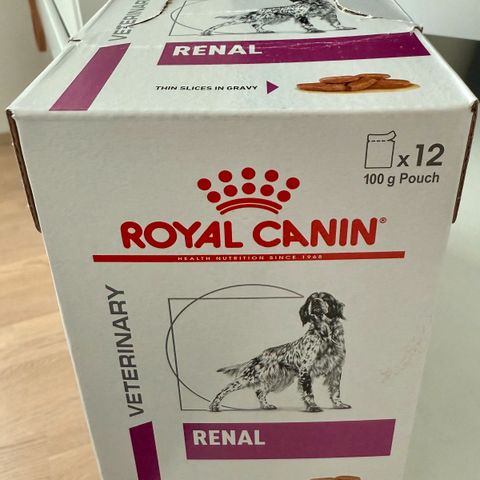 VETERINARY
RENAL
THIN SLICES IN GRAVY
x 12
100 g Pouch
ROYAL CANIN®
HEALTH NUTRITION SINCE 1968
VETERINARY
RENAL